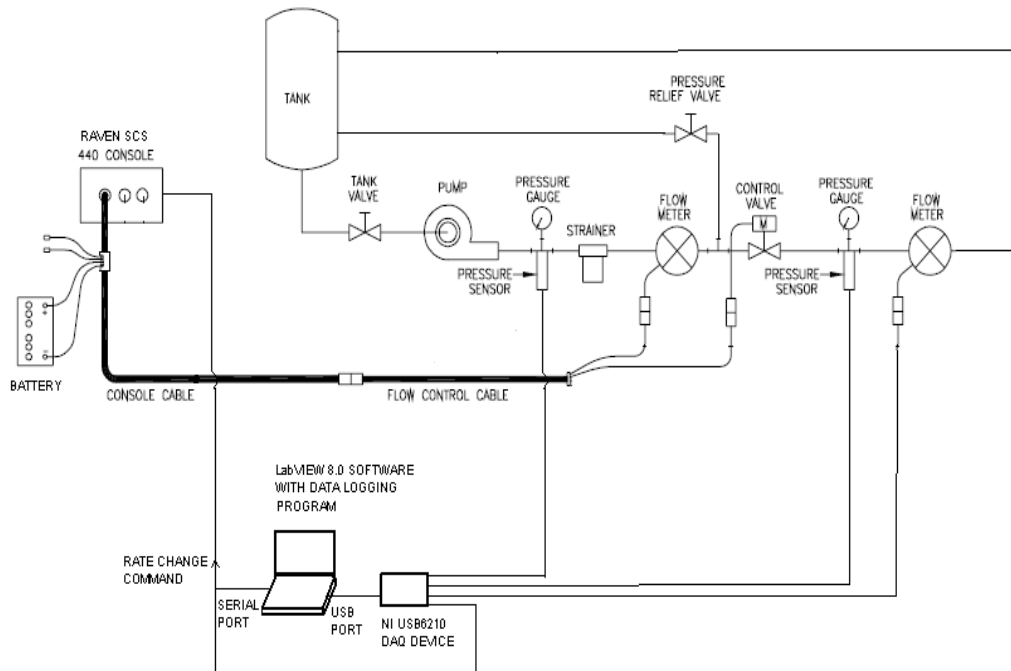 TANK
PRESSURE
RELIEF VALVE
RAVEN SCS
440 CONSOLE
TANK
VALVE
PUMP
PRESSURE
GAUGE
STRAINER
FLOW
METER
CONTROL
VALVE
M
PRESSURE
GAUGE
FLOW
METER
PRESSURE
SENSOR
PRESSURE
SENSOR
+
-
BATTERY
CONSOLE CABLE
FLOW CONTROL CABLE
LabVIEW 8.0 SOFTWARE
WITH DATA LOGGING
PROGRAM
RATE CHANGE
COMMAND
SERIAL
PORT
USB
PORT
NI USB6210
DAQ DEVICE